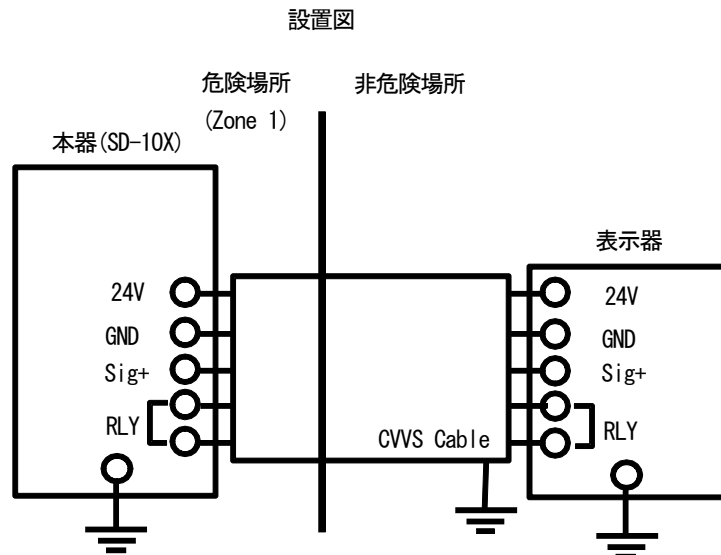 設置図
危険場所
(Zone 1)
非危険場所
本器(SD-10X)
表示器
24V
GND
Sig+
RLY
CVVS Cable
24V
GND
Sig+
RLY